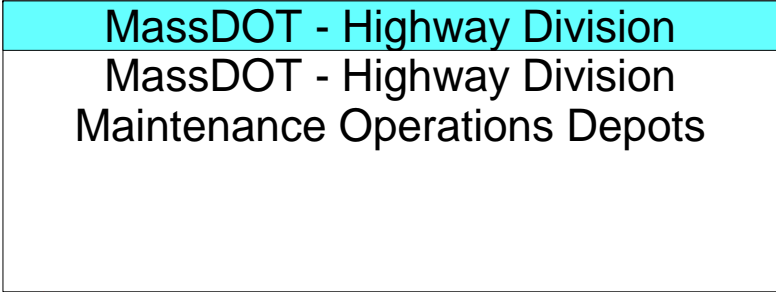 MassDOT - Highway Division
MassDOT - Highway Division
Maintenance Operations Depots